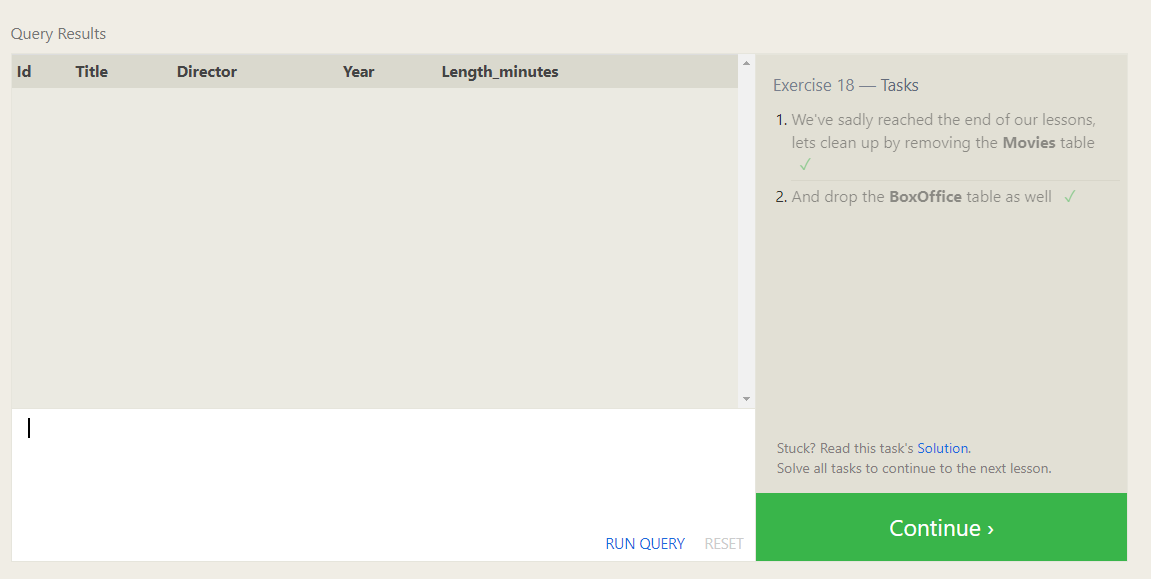 Query Results
Id Title Director Year Length_minutes
Exercise 18 — Tasks
1. We've sadly reached the end of our lessons,
lets clean up by removing the Movies table
✓
2. And drop the BoxOffice table as well ✓
Stuck? Read this task's Solution.
Solve all tasks to continue to the next lesson.
RUN QUERY RESET
Continue ›